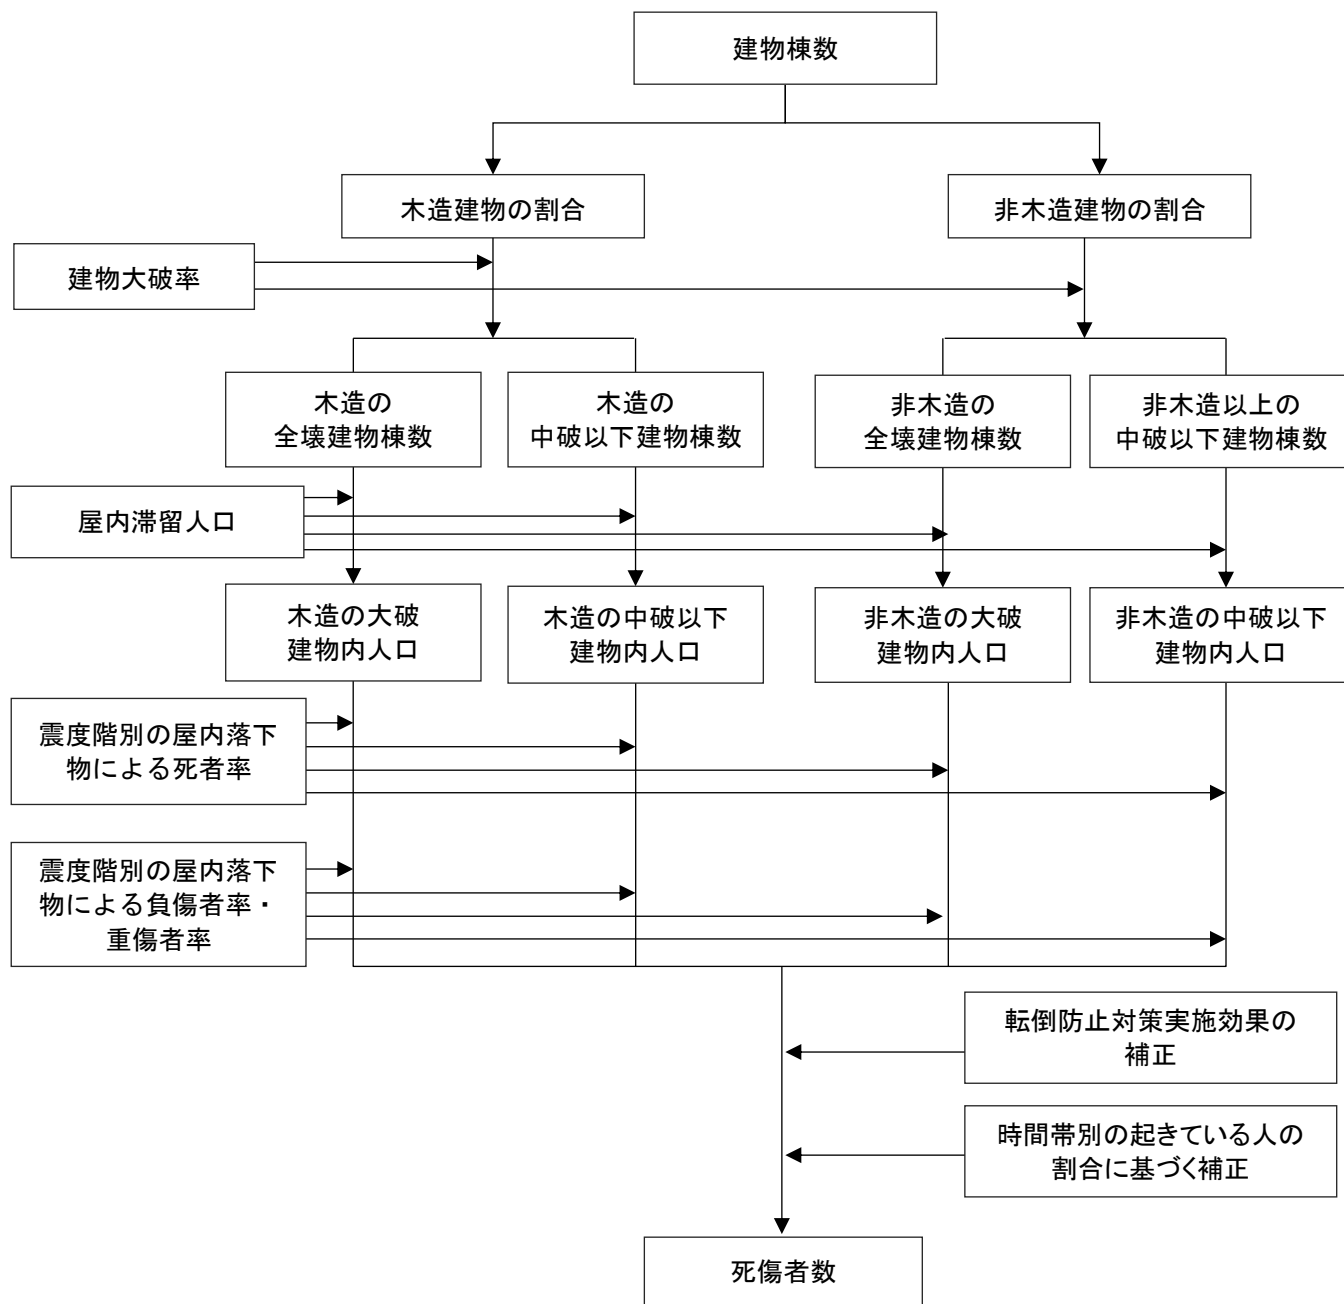 建物棟数
木造建物の割合
非木造建物の割合
建物大破率
木造の
全壊建物棟数
木造の
中破以下建物棟数
非木造の
全壊建物棟数
非木造以上の
中破以下建物棟数
屋内滞留人口
木造の大破
建物内人口
木造の中破以下
建物内人口
非木造の大破
建物内人口
非木造の中破以下
建物内人口
震度階別の屋内落下
物による死者率
震度階別の屋内落下
物による負傷者率・
重傷者率
転倒防止対策実施効果の
補正
時間帯別の起きている人の
割合に基づく補正
死傷者数